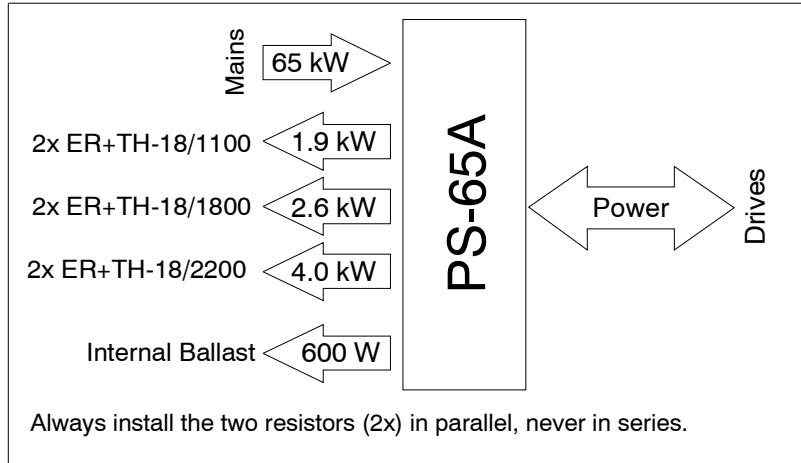 Mains
65 kW
2x ER+TH-18/1100
1.9 kW
2x ER+TH-18/1800
2.6 kW
2x ER+TH-18/2200
4.0 kW
Internal Ballast
600 W
PS-65A
Power
Drives
Always install the two resistors (2x) in parallel, never in series.